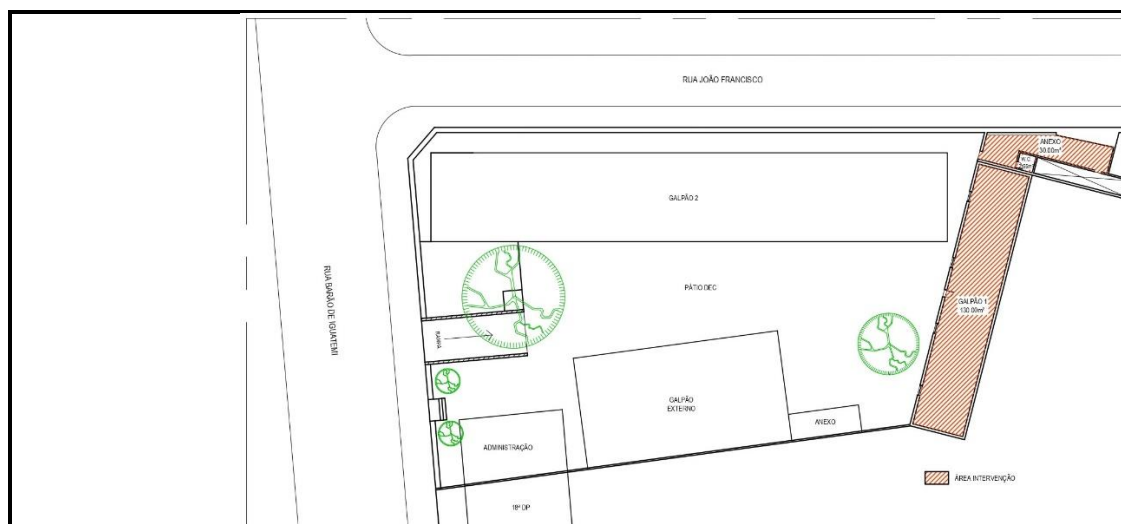 RUA JOÃO FRANCISCO
ANEXO
30.00m²
W.C.
GALPÃO 2
RUA BARÃO DE IGUATEMI
PÁTIO DEC
GALPÃO 1
130.00m²
RAMPA
GALPÃO
EXTERNO
ANEXO
ADMINISTRAÇÃO
ÁREA INTERVENÇÃO
18ª DP